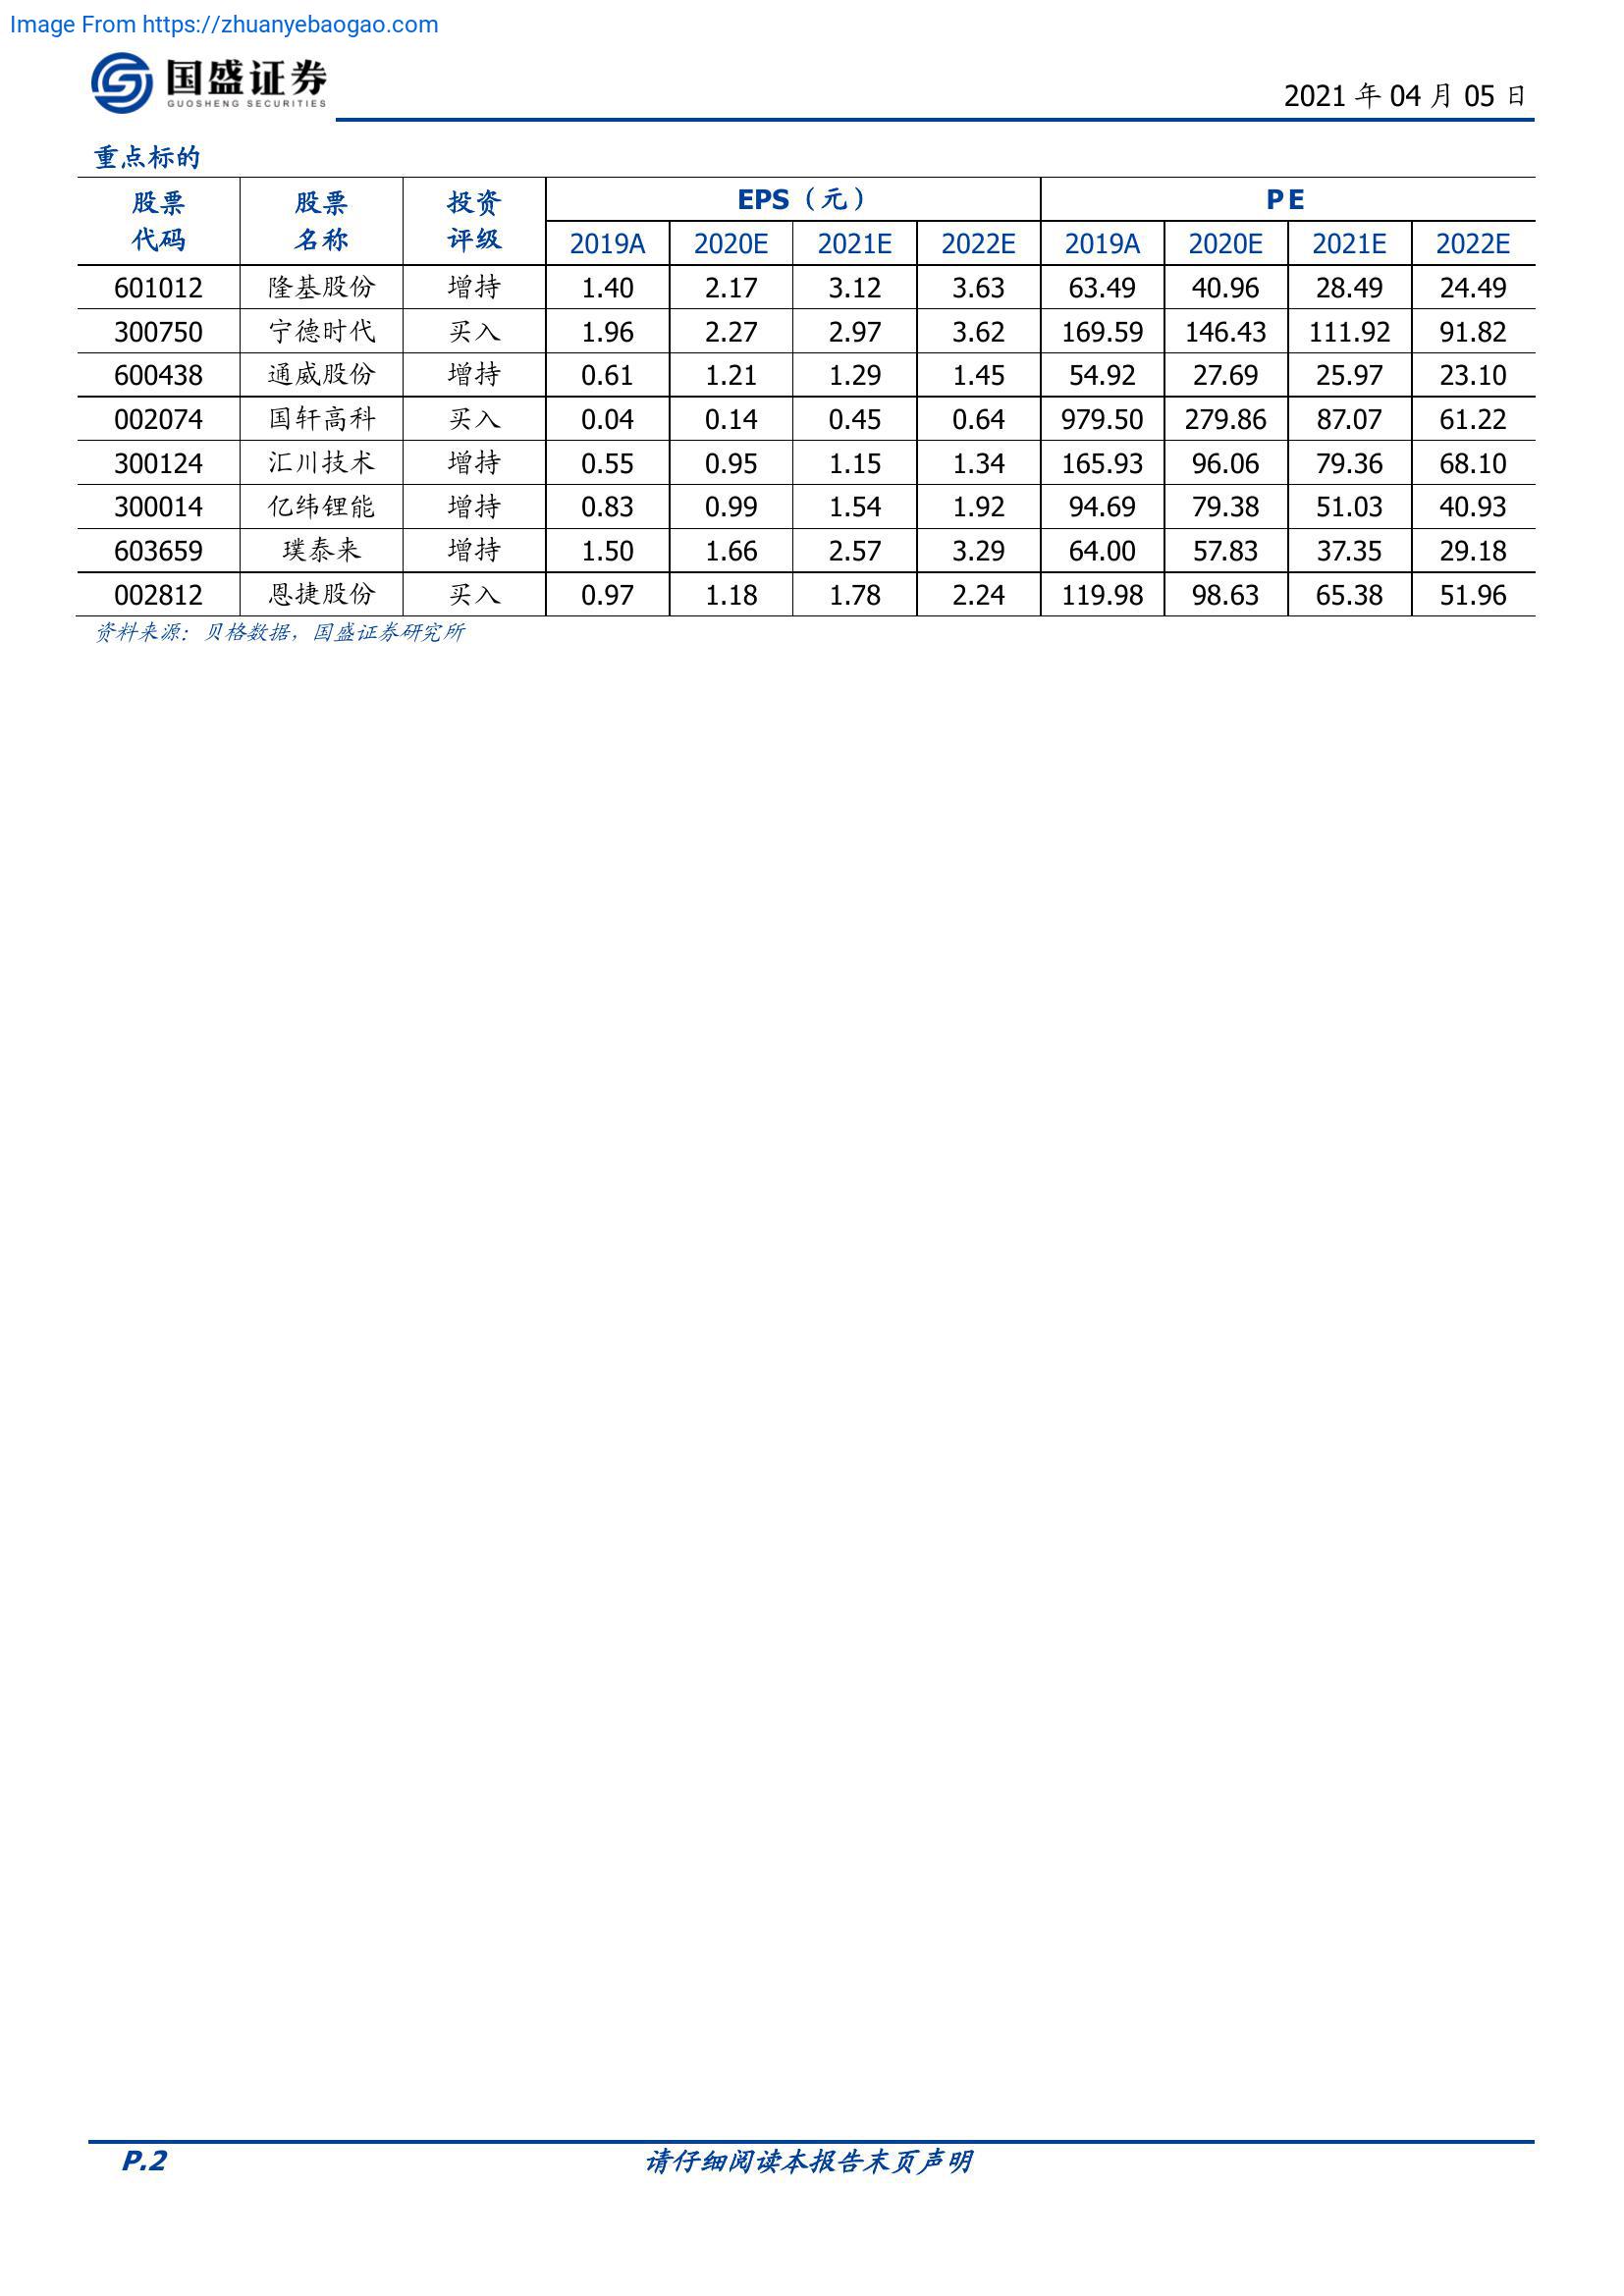 Image From https://zhuanyebaogao.com
国盛证券
GUOSHENG SECURITIES
2021 年 04 月 05 日
重点标的
股票代码 股票名称 投资评级 EPS（元） PE
2019A 2020E 2021E 2022E 2019A 2020E 2021E 2022E
601012 隆基股份 增持 1.40 2.17 3.12 3.63 63.49 40.96 28.49 24.49
300750 宁德时代 买入 1.96 2.27 2.97 3.62 169.59 146.43 111.92 91.82
600438 通威股份 增持 0.61 1.21 1.29 1.45 54.92 27.69 25.97 23.10
002074 国轩高科 买入 0.04 0.14 0.45 0.64 979.50 279.86 87.07 61.22
300124 汇川技术 增持 0.55 0.95 1.15 1.34 165.93 96.06 79.36 68.10
300014 亿纬锂能 增持 0.83 0.99 1.54 1.92 94.69 79.38 51.03 40.93
603659 璞泰来 增持 1.50 1.66 2.57 3.29 64.00 57.83 37.35 29.18
002812 恩捷股份 买入 0.97 1.18 1.78 2.24 119.98 98.63 65.38 51.96
资料来源：贝格数据，国盛证券研究所
P.2 请仔细阅读本报告末页声明